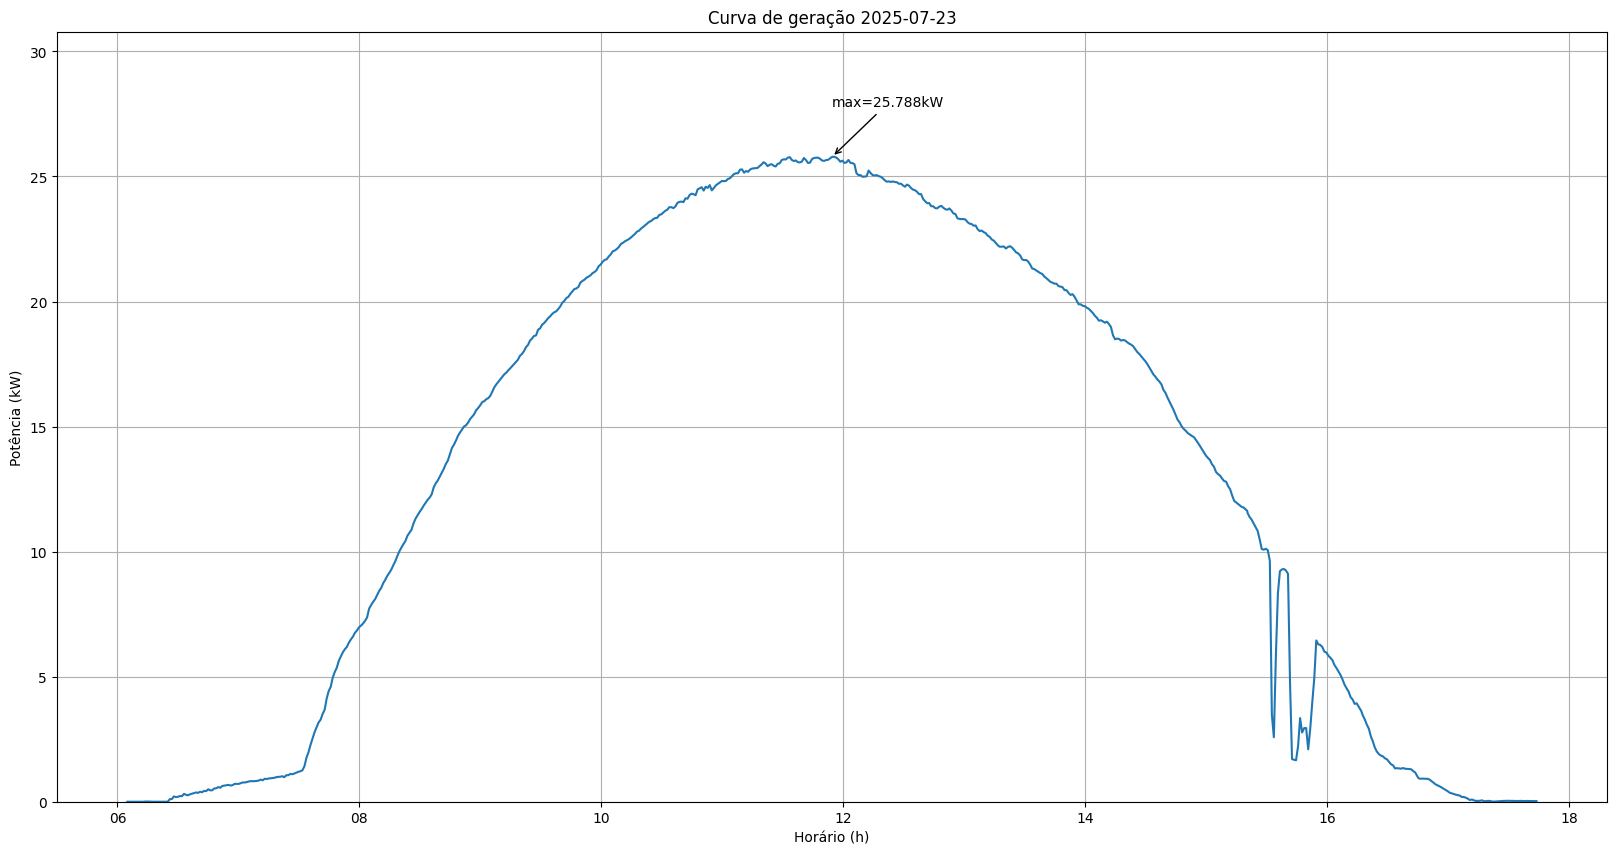 Curva de geração 2025-07-23
30
max=25.788kW
25
20
15
10
5
0
Potência (kW)
06 08 10 12 14 16 18
Horário (h)